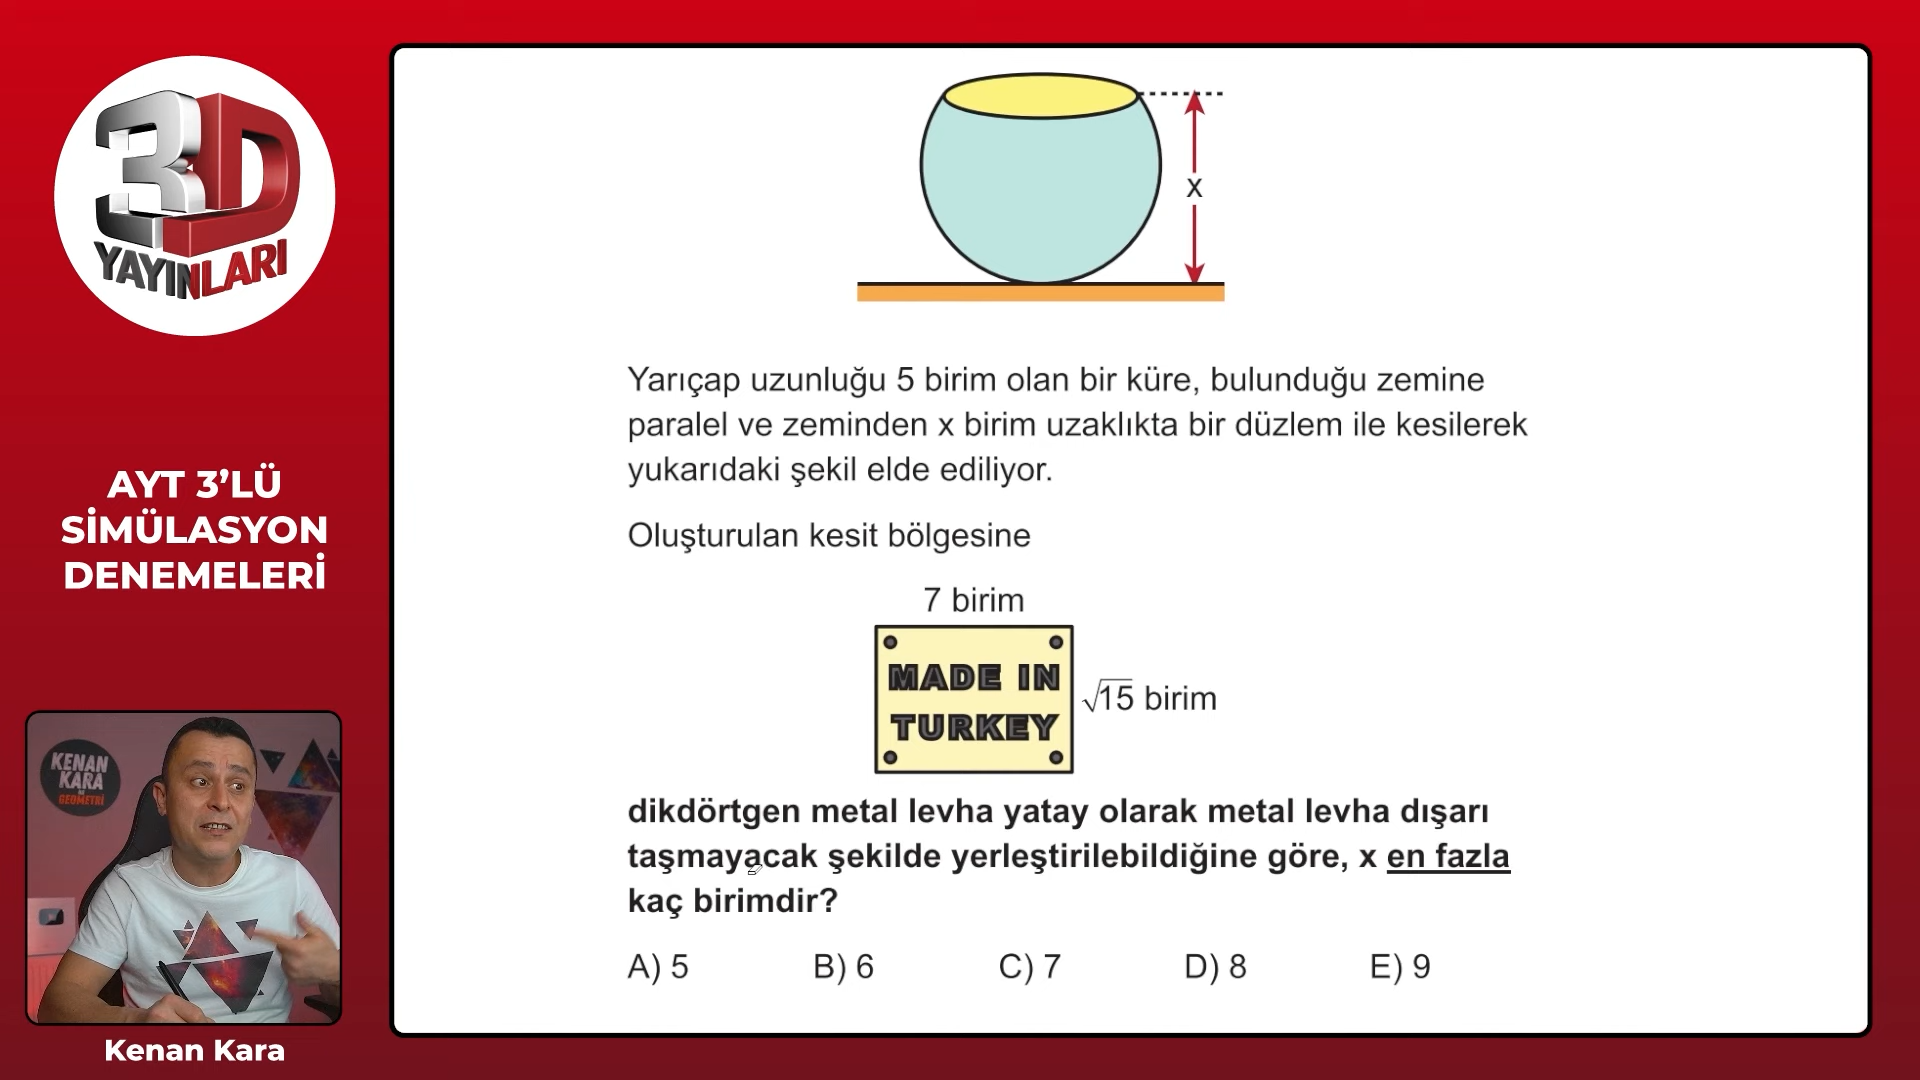 3D
YAYINLARI
AYT 3’LÜ
SİMÜLASYON
DENEMELERİ
KENAN
KARA
İLE
GEOMETRİ
Kenan Kara
x
Yarıçap uzunluğu 5 birim olan bir küre, bulunduğu zemine
paralel ve zeminden x birim uzaklıkta bir düzlem ile kesilerek
yukarıdaki şekil elde ediliyor.
Oluşturulan kesit bölgesine
7 birim
MADE IN
TURKEY
√15 birim
dikdörtgen metal levha yatay olarak metal levha dışarı
taşmayacak şekilde yerleştirilebildiğine göre, x en fazla
kaç birimdir?
A) 5 B) 6 C) 7 D) 8 E) 9